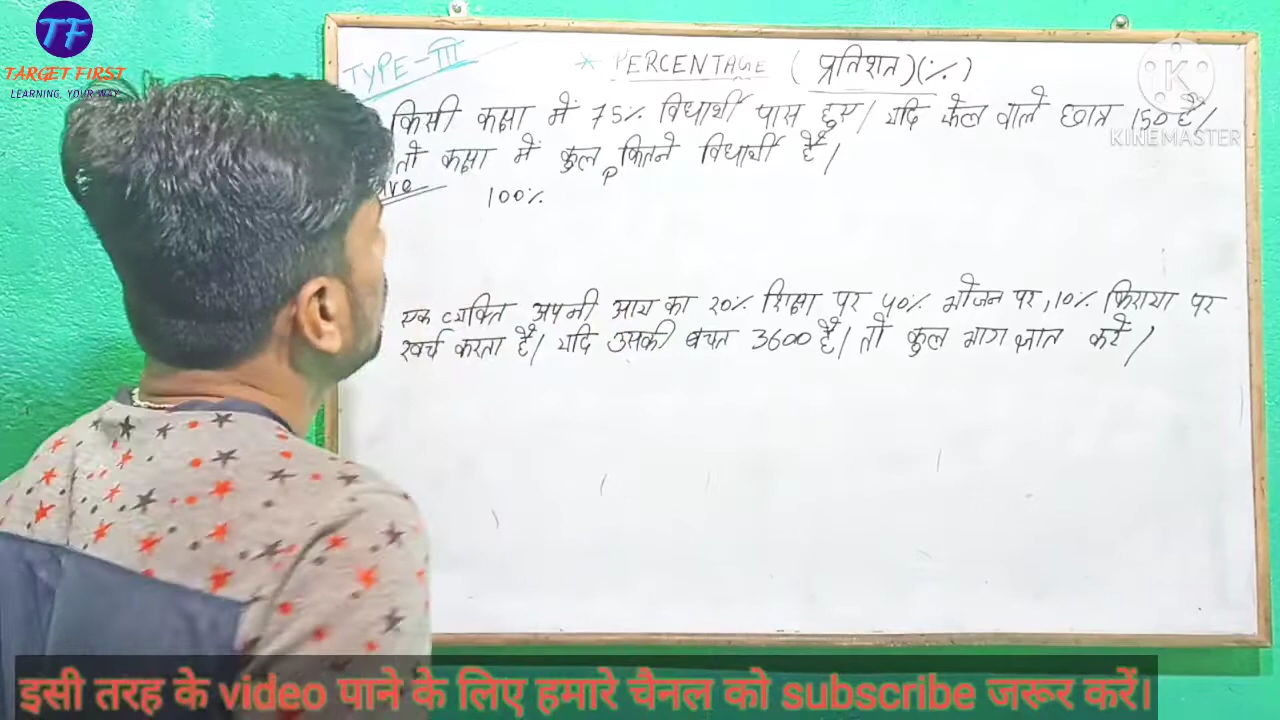 TF
TARGET FIRST
LEARNING, YOUR WAY
TYPE-III
* PERCENTAGE (प्रतिशत)(%)
K
KINEMASTER
किसी कक्षा में 75% विधार्थी पास हुए। यदि फेल वाले छात्र 150 है।
तो कक्षा में कुल कितने विधार्थी है।
P
100%
एक व्यक्ति अपनी आय का 20% शिक्षा पर 40% भोजन पर, 10% किराया पर
खर्च करता है। यदि उसकी बचत 3600 है। तो कुल भाग ज्ञात करें।
इसी तरह के video पाने के लिए हमारे चैनल को subscribe जरूर करें।